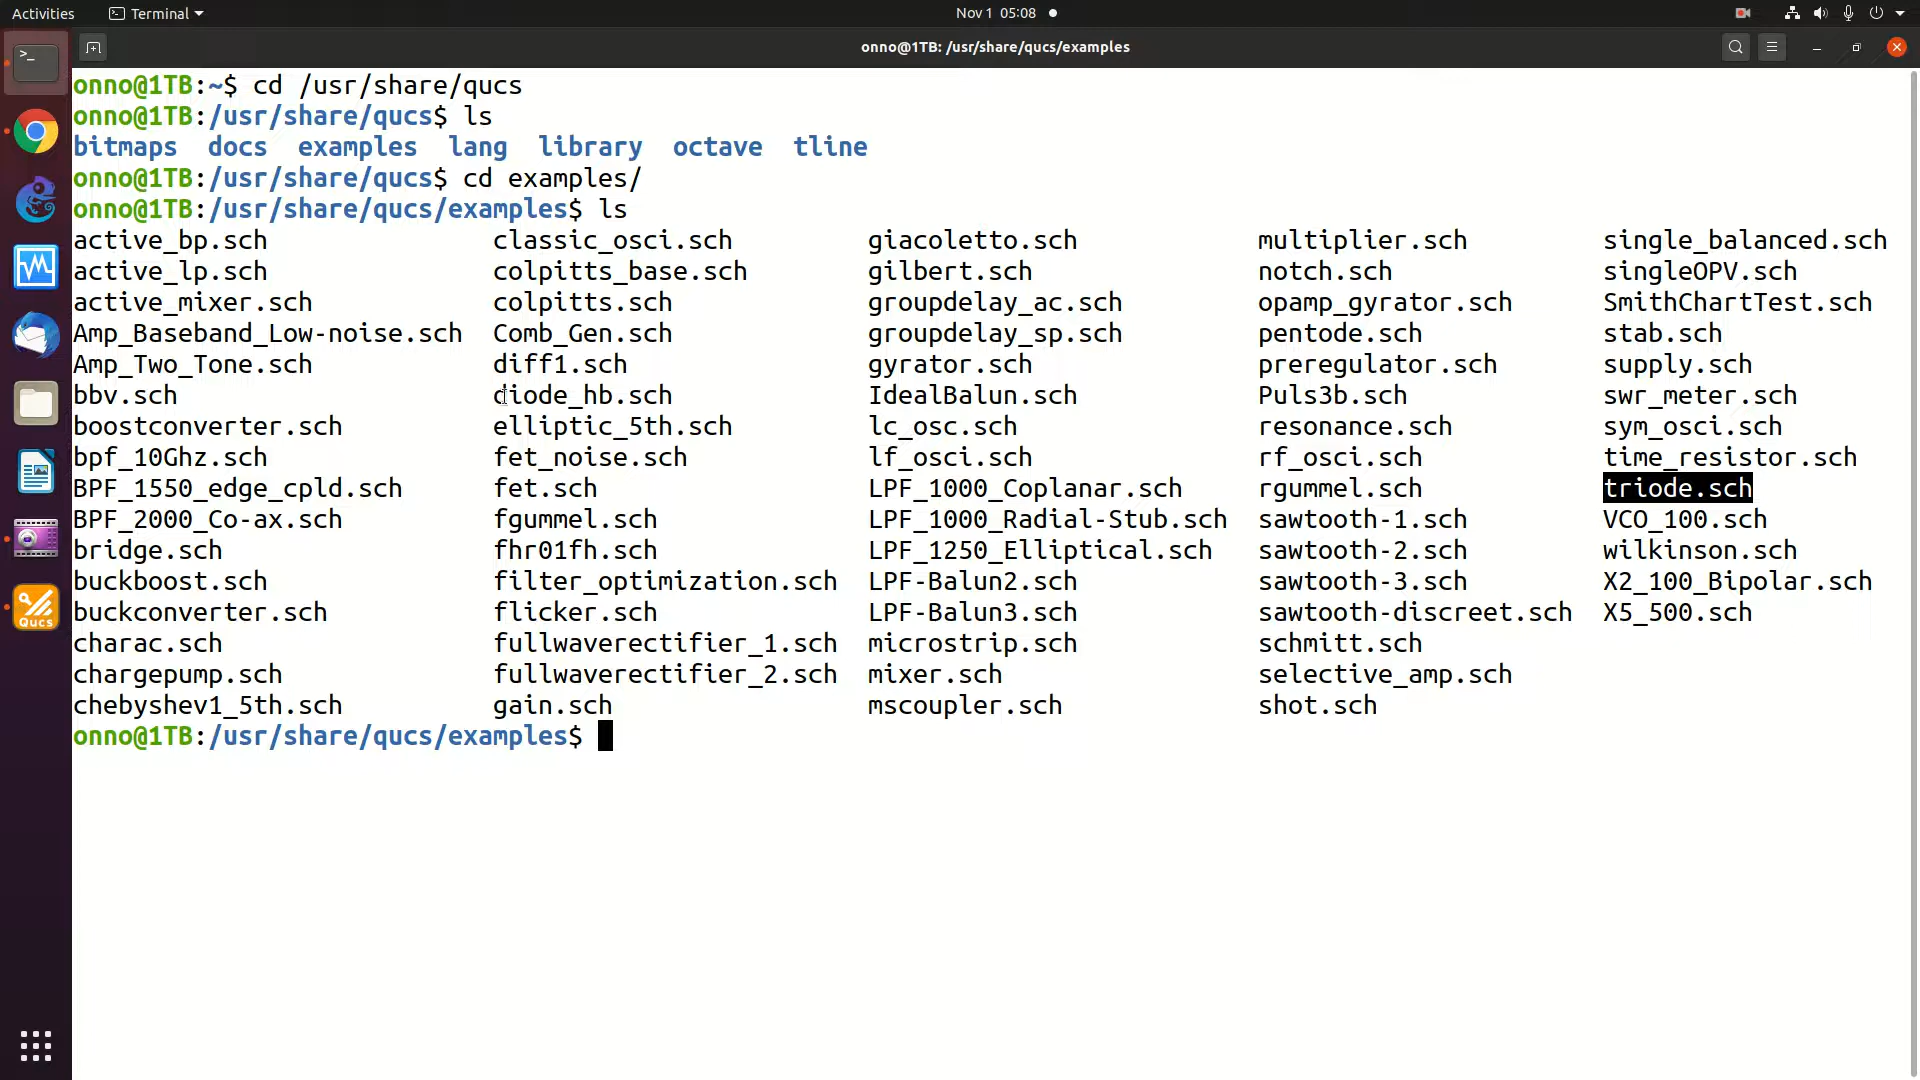 Activities Terminal Nov 1 05:08
onno@1TB: /usr/share/qucs/examples
onno@1TB:~$ cd /usr/share/qucs
onno@1TB:/usr/share/qucs$ ls
bitmaps docs examples lang library octave tline
onno@1TB:/usr/share/qucs$ cd examples/
onno@1TB:/usr/share/qucs/examples$ ls
active_bp.sch classic_osci.sch giacoletto.sch multiplier.sch single_balanced.sch
active_lp.sch colpitts_base.sch gilbert.sch notch.sch singleOPV.sch
active_mixer.sch colpitts.sch groupdelay_ac.sch opamp_gyrator.sch SmithChartTest.sch
Amp_Baseband_Low-noise.sch Comb_Gen.sch groupdelay_sp.sch pentode.sch stab.sch
Amp_Two_Tone.sch diff1.sch gyrator.sch preregulator.sch supply.sch
bbv.sch diode_hb.sch IdealBalun.sch Puls3b.sch swr_meter.sch
boostconverter.sch elliptic_5th.sch lc_osc.sch resonance.sch sym_osci.sch
bpf_10Ghz.sch fet_noise.sch lf_osci.sch rf_osci.sch time_resistor.sch
BPF_1550_edge_cpld.sch fet.sch LPF_1000_Coplanar.sch rgummel.sch triode.sch
BPF_2000_Co-ax.sch fgummel.sch LPF_1000_Radial-Stub.sch sawtooth-1.sch VCO_100.sch
bridge.sch fhr01fh.sch LPF_1250_Elliptical.sch sawtooth-2.sch wilkinson.sch
buckboost.sch filter_optimization.sch LPF-Balun2.sch sawtooth-3.sch X2_100_Bipolar.sch
buckconverter.sch flicker.sch LPF-Balun3.sch sawtooth-discreet.sch X5_500.sch
charac.sch fullwaverectifier_1.sch microstrip.sch schmitt.sch
chargepump.sch fullwaverectifier_2.sch mixer.sch selective_amp.sch
chebyshev1_5th.sch gain.sch mscoupler.sch shot.sch
onno@1TB:/usr/share/qucs/examples$
Qucs